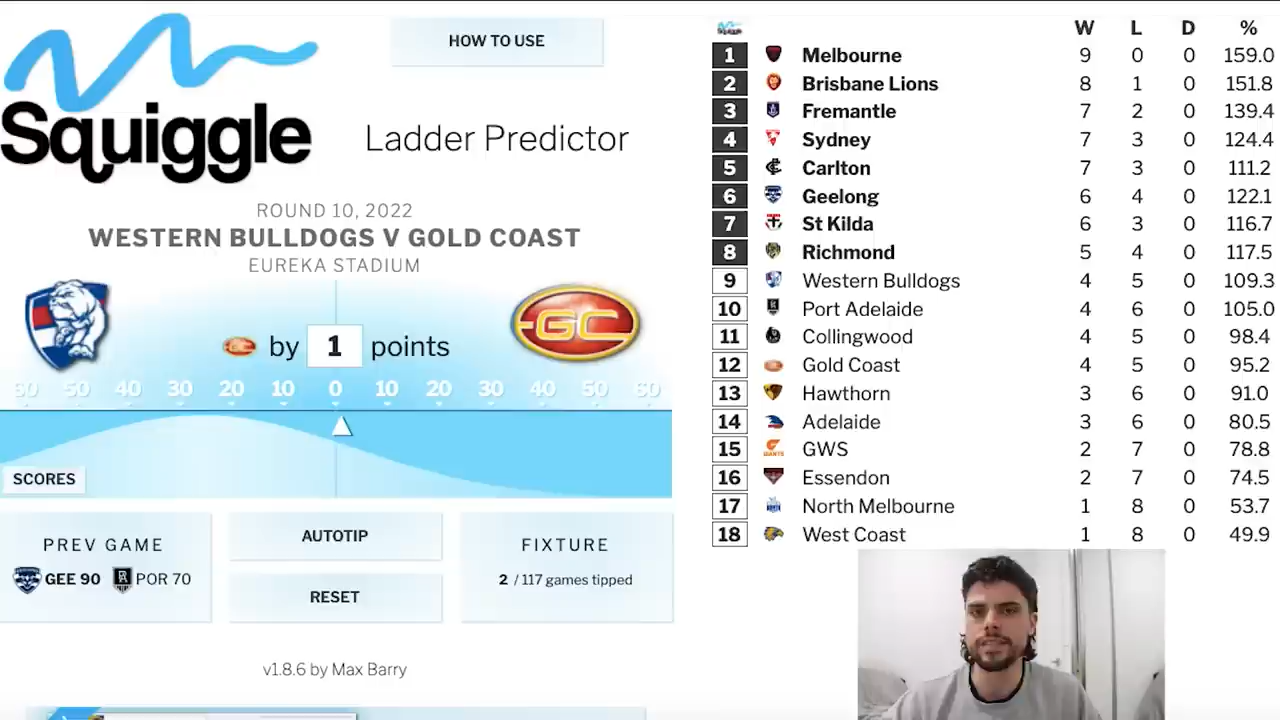 HOW TO USE
Squiggle
Ladder Predictor
ROUND 10, 2022
WESTERN BULLDOGS V GOLD COAST
EUREKA STADIUM
GC
by 1 points
60 50 40 30 20 10 0 10 20 30 40 50 60
SCORES
PREV GAME
GEE 90 POR 70
AUTOTIP
RESET
FIXTURE
2 / 117 games tipped
v1.8.6 by Max Barry
W L D %
1 Melbourne 9 0 0 159.0
2 Brisbane Lions 8 1 0 151.8
3 Fremantle 7 2 0 139.4
4 Sydney 7 3 0 124.4
5 Carlton 7 3 0 111.2
6 Geelong 6 4 0 122.1
7 St Kilda 6 3 0 116.7
8 Richmond 5 4 0 117.5
9 Western Bulldogs 4 5 0 109.3
10 Port Adelaide 4 6 0 105.0
11 Collingwood 4 5 0 98.4
12 Gold Coast 4 5 0 95.2
13 Hawthorn 3 6 0 91.0
14 Adelaide 3 6 0 80.5
15 GWS 2 7 0 78.8
16 Essendon 2 7 0 74.5
17 North Melbourne 1 8 0 53.7
18 West Coast 1 8 0 49.9